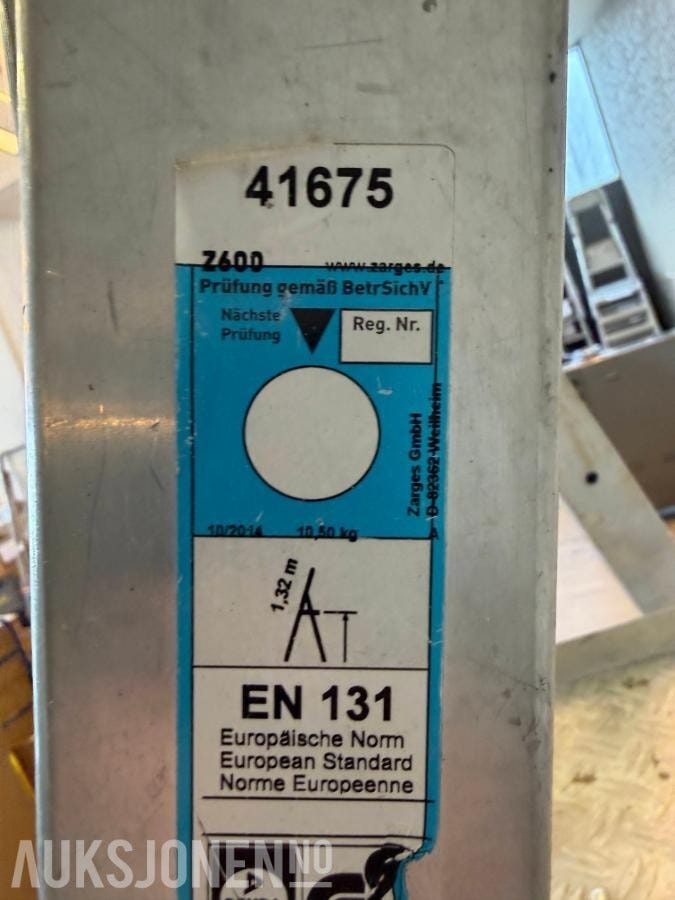 41675
Z600 www.zarges.de
Prüfung gemäß BetrSichV
Nächste
Prüfung
Reg. Nr.
Zarges GmbH
D-82362 Weilheim
10/2014 10,50 kg
1,32 m
EN 131
Europäische Norm
European Standard
Norme Europeenne
AUKSJONEN.NO